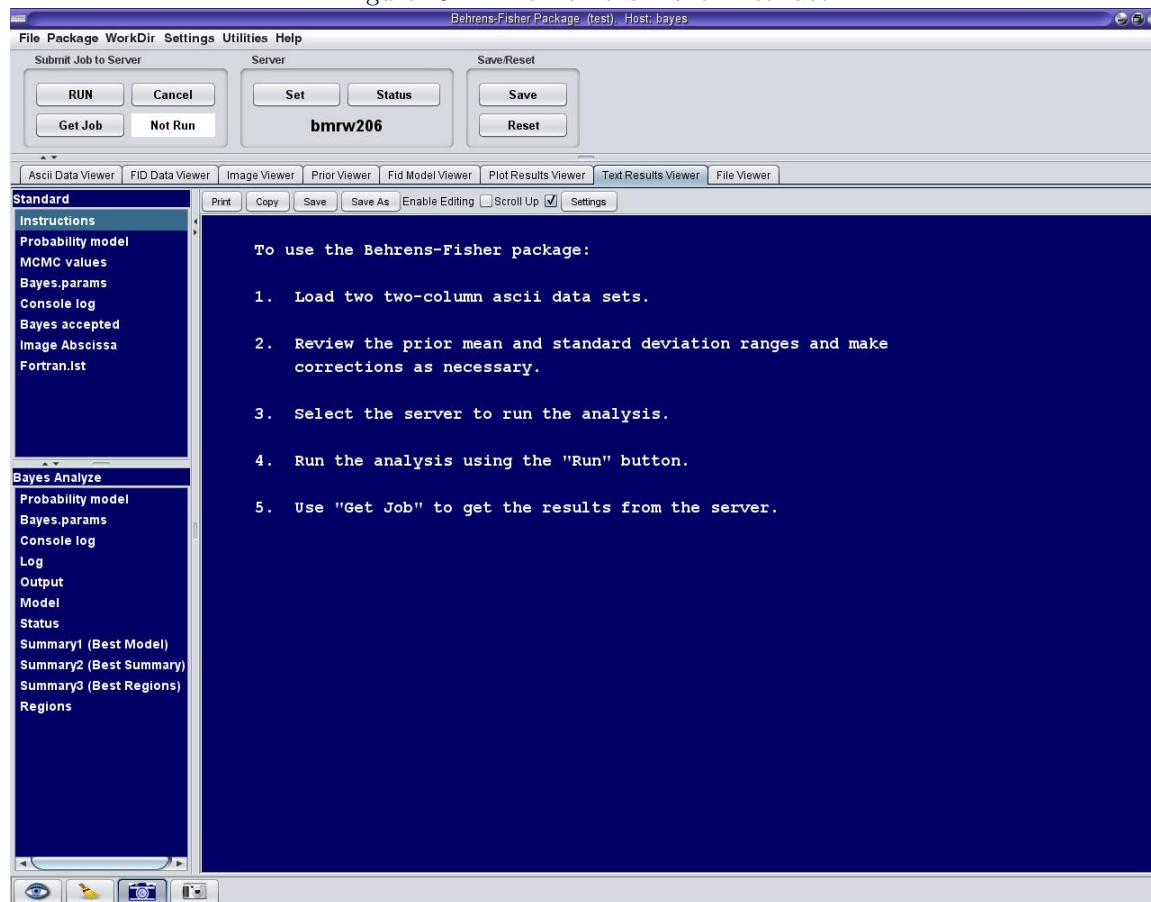 Behrens-Fisher Package (test), Host: bayes
File Package WorkDir Settings Utilities Help
Submit Job to Server Server Save/Reset
RUN Cancel Set Status Save
Get Job Not Run bmrw206 Reset
Ascii Data Viewer FID Data Viewer Image Viewer Prior Viewer Fid Model Viewer Plot Results Viewer Text Results Viewer File Viewer
Standard
Print Copy Save Save As Enable Editing Scroll Up Settings
Instructions
Probability model
MCMC values
Bayes.params
Console log
Bayes accepted
Image Abscissa
Fortran.lst
To use the Behrens-Fisher package:
1. Load two two-column ascii data sets.
2. Review the prior mean and standard deviation ranges and make
corrections as necessary.
3. Select the server to run the analysis.
4. Run the analysis using the "Run" button.
5. Use "Get Job" to get the results from the server.
Bayes Analyze
Probability model
Bayes.params
Console log
Log
Output
Model
Status
Summary1 (Best Model)
Summary2 (Best Summary)
Summary3 (Best Regions)
Regions